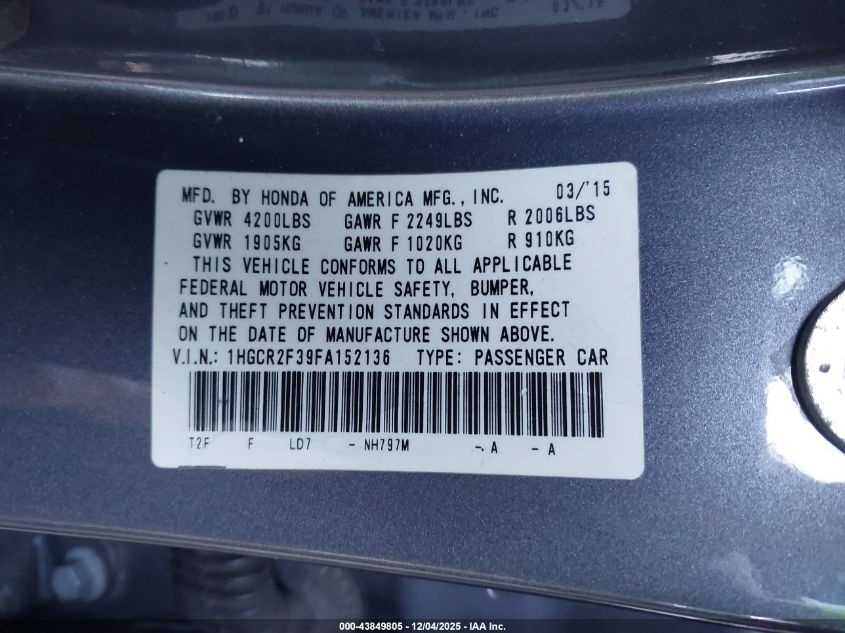 MFD. BY HONDA OF AMERICA MFG., INC. 03/'15
GVWR 4200LBS GAWR F 2249LBS R 2006LBS
GVWR 1905KG GAWR F 1020KG R 910KG
THIS VEHICLE CONFORMS TO ALL APPLICABLE
FEDERAL MOTOR VEHICLE SAFETY, BUMPER,
AND THEFT PREVENTION STANDARDS IN EFFECT
ON THE DATE OF MANUFACTURE SHOWN ABOVE.
V.I.N.: 1HGCR2F39FA152136 TYPE: PASSENGER CAR
T2F F LD7 - NH797M -.A - A
000-43849805 - 12/04/2025 - IAA Inc.